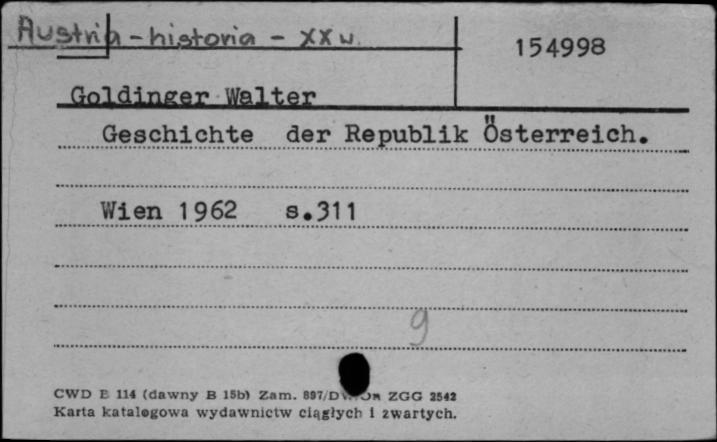 Austria - historia - XX w.
154998
Goldinger Walter
Geschichte der Republik Österreich.
Wien 1962 s.311
9
CWD E 114 (dawny B 15b) Zam. 897/ ZGG 2542
Karta katalogowa wydawnictw ciągłych i zwartych.